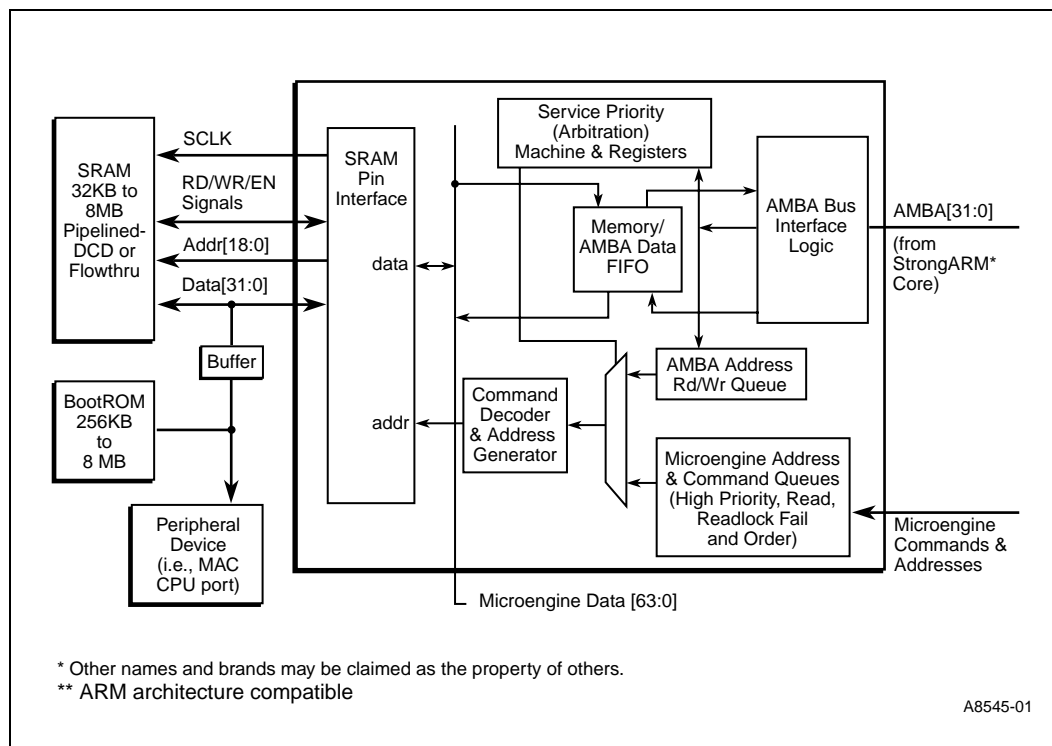 SCLK
SRAM
32KB to
8MB
Pipelined-
DCD or
Flowthru
RD/WR/EN
Signals
Addr[18:0]
Data[31:0]
Buffer
BootROM
256KB
to
8 MB
Peripheral
Device
(i.e., MAC
CPU port)
SRAM
Pin
Interface
data
addr
Service Priority
(Arbitration)
Machine & Registers
Memory/
AMBA Data
FIFO
AMBA Bus
Interface
Logic
AMBA[31:0]
(from
StrongARM*
Core)
AMBA Address
Rd/Wr Queue
Command
Decoder
& Address
Generator
Microengine Address
& Command Queues
(High Priority, Read,
Readlock Fail
and Order)
Microengine
Commands &
Addresses
Microengine Data [63:0]
* Other names and brands may be claimed as the property of others.
** ARM architecture compatible
A8545-01